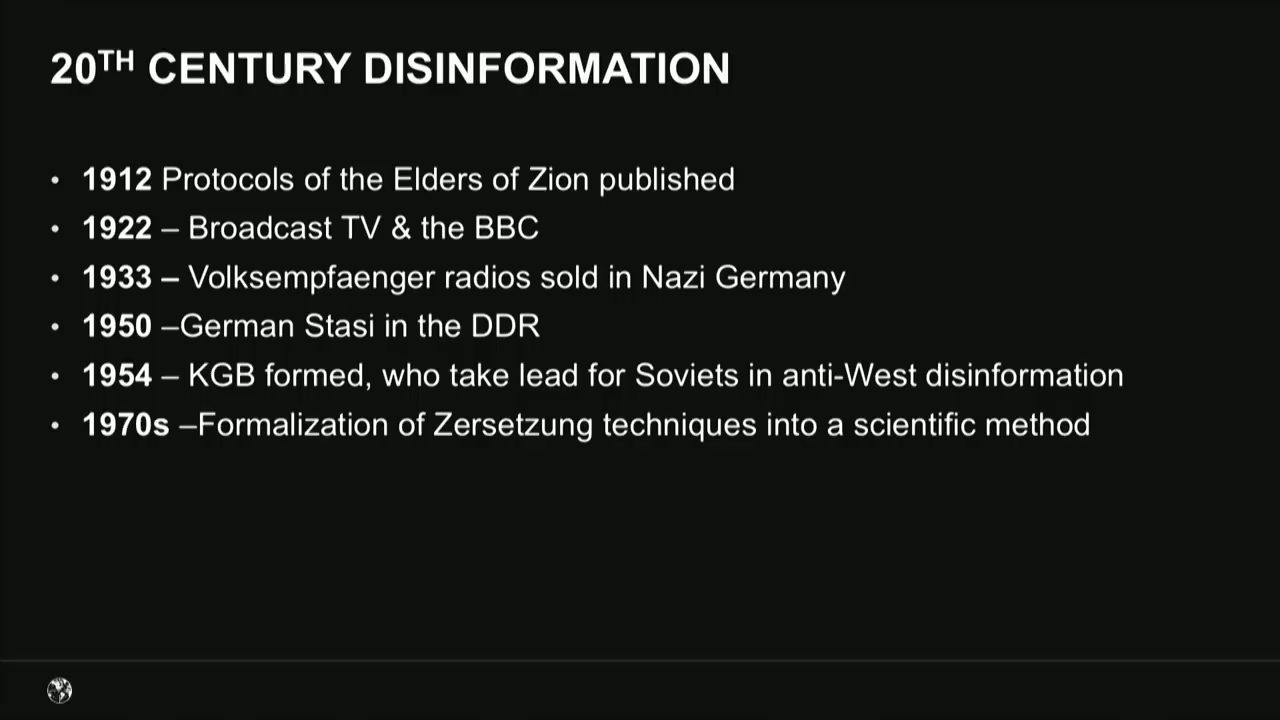 20TH CENTURY DISINFORMATION
• 1912 Protocols of the Elders of Zion published
• 1922 – Broadcast TV & the BBC
• 1933 – Volksempfaenger radios sold in Nazi Germany
• 1950 –German Stasi in the DDR
• 1954 – KGB formed, who take lead for Soviets in anti-West disinformation
• 1970s –Formalization of Zersetzung techniques into a scientific method